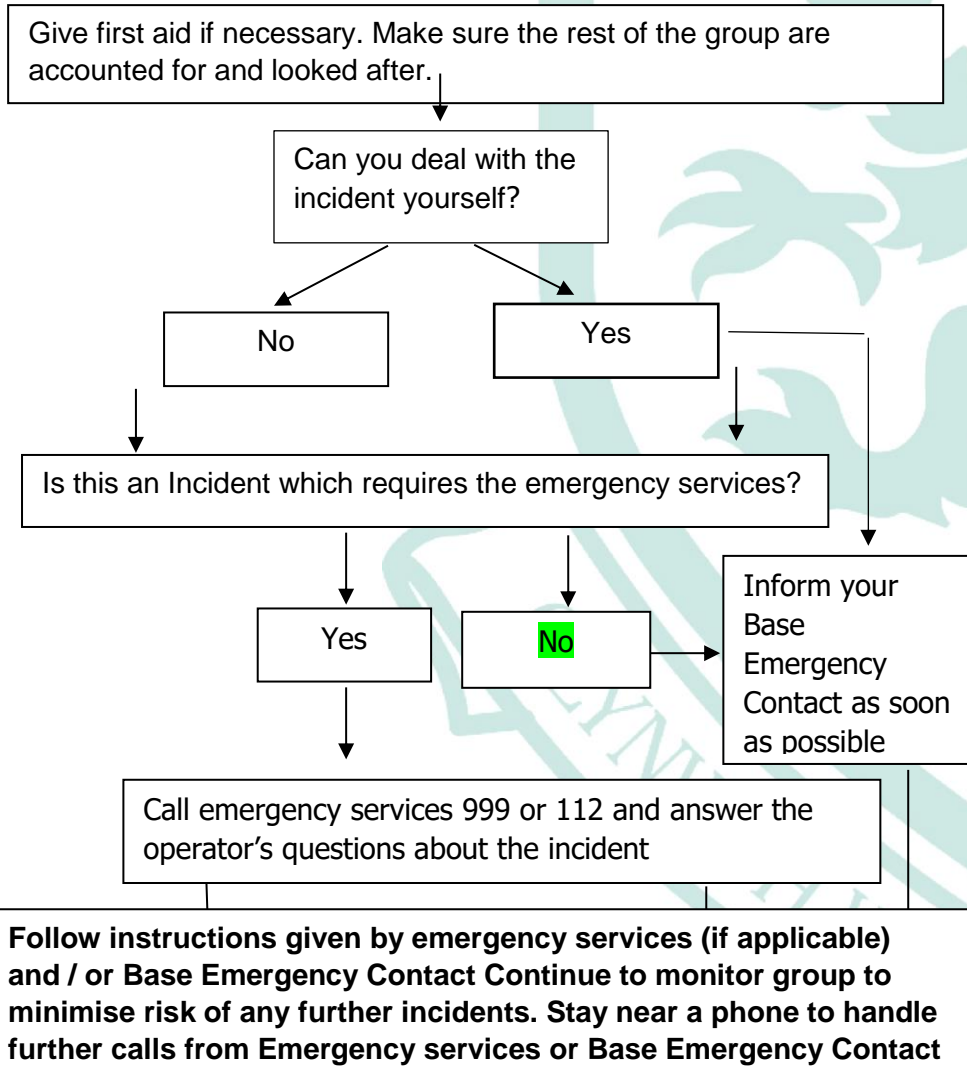 Give first aid if necessary. Make sure the rest of the group are
accounted for and looked after.
Can you deal with the
incident yourself?
No
Yes
Is this an Incident which requires the emergency services?
Yes
No
Inform your
Base
Emergency
Contact as soon
as possible
Call emergency services 999 or 112 and answer the
operator’s questions about the incident
Follow instructions given by emergency services (if applicable)
and / or Base Emergency Contact Continue to monitor group to
minimise risk of any further incidents. Stay near a phone to handle
further calls from Emergency services or Base Emergency Contact